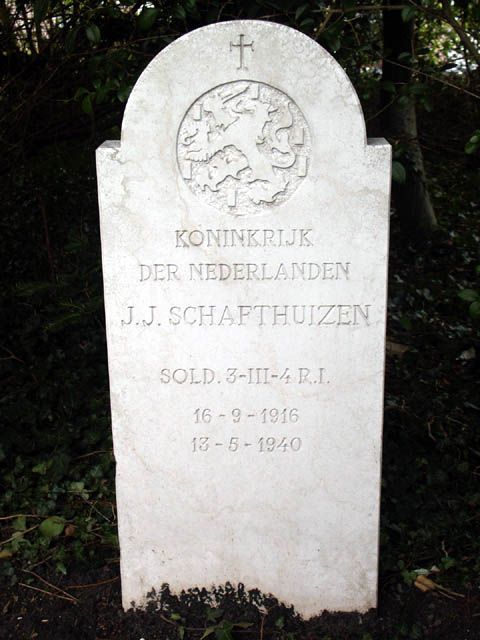 KONINKRIJK
DER NEDERLANDEN
J.J. SCHAFTHUIZEN
SOLD. 3-III-4 R.I.
16-9-1916
13-5-1940